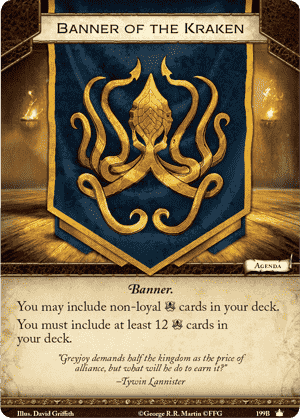 BANNER OF THE KRAKEN
AGENDA
Banner.
You may include non-loyal cards in your deck.
You must include at least 12 cards in
your deck.
"Greyjoy demands half the kingdom as the price of
alliance, but what will he do to earn it?"
–Tywin Lannister
Illus. David Griffith ©George R.R. Martin ©FFG 199B